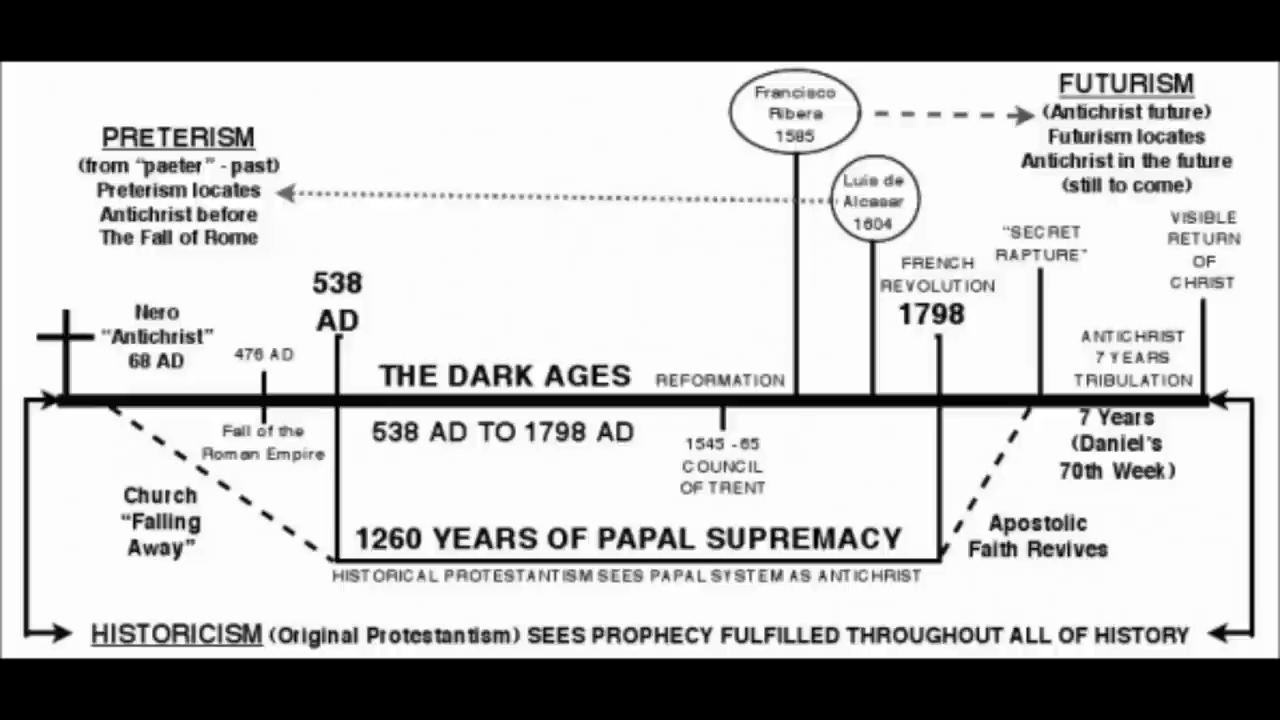 PRETERISM
(from “paeter” - past)
Preterism locates
Antichrist before
The Fall of Rome
Francisco
Ribera
1585
Luis de
Alcasar
1604
FUTURISM
(Antichrist future)
Futurism locates
Antichrist in the future
(still to come)
Nero
“Antichrist”
68 AD
476 AD
Fall of the
Roman Empire
538
AD
THE DARK AGES
538 AD TO 1798 AD
REFORMATION
1545 -65
COUNCIL
OF TRENT
FRENCH
REVOLUTION
1798
“SECRET
RAPTURE”
VISIBLE
RETURN
OF
CHRIST
ANTICHRIST
7 YEARS
TRIBULATION
7 Years
(Daniel’s
70th Week)
Church
“Falling
Away”
1260 YEARS OF PAPAL SUPREMACY
HISTORICAL PROTESTANTISM SEES PAPAL SYSTEM AS ANTICHRIST
Apostolic
Faith Revives
HISTORICISM (Original Protestantism) SEES PROPHECY FULFILLED THROUGHOUT ALL OF HISTORY